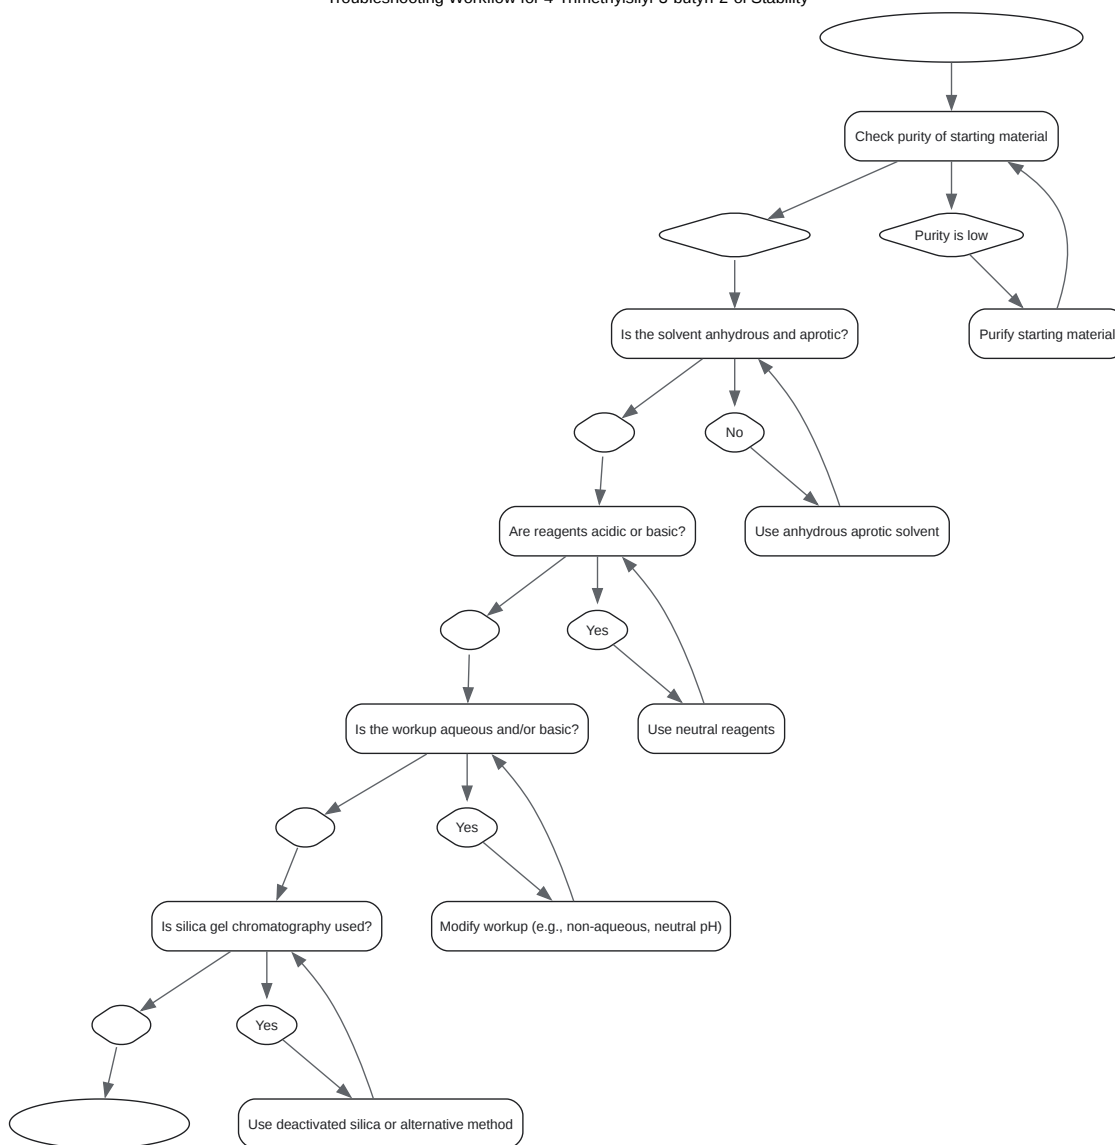 Troubleshooting Workflow for 4-Trimethylsilyl-3-butyn-2-ol Stability
Check purity of starting material
Purity is low
Is the solvent anhydrous and aprotic?
Purify starting material
No
Are reagents acidic or basic?
Use anhydrous aprotic solvent
Yes
Is the workup aqueous and/or basic?
Use neutral reagents
Yes
Is silica gel chromatography used?
Modify workup (e.g., non-aqueous, neutral pH)
Yes
Use deactivated silica or alternative method